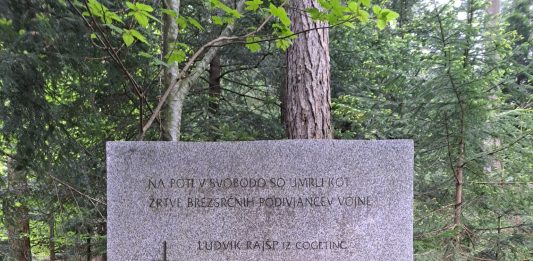 NA POTI V SVOBODO SO UMRLI KOT
ŽRTVE BREZSRČNIH PODIVJANCEV VOJNE
LUDVIK RAJŠP IZ COGETINC